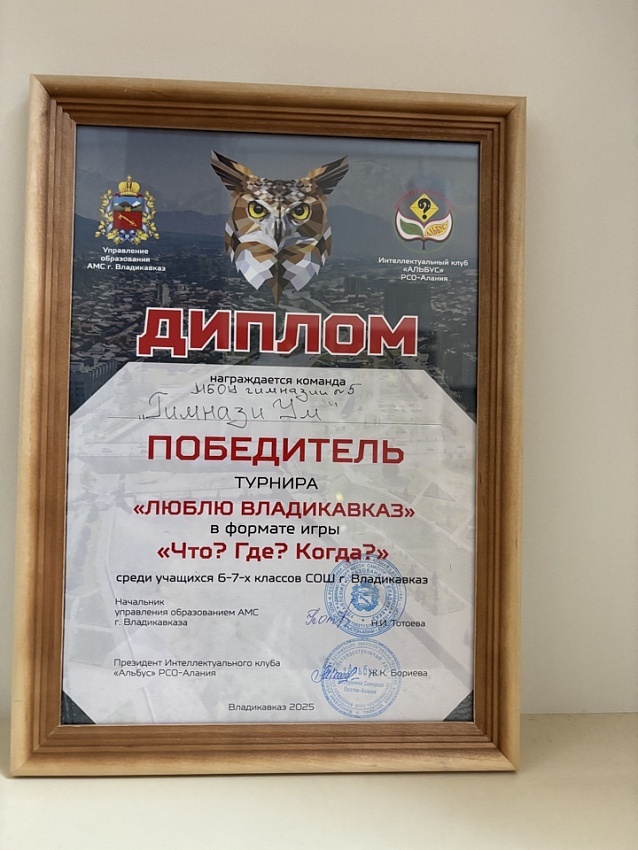 Управление
образования
АМС г. Владикавказ
Интеллектуальный клуб
«АЛЬБУС»
РСО-Алания
ДИПЛОМ
награждается команда
МБОУ гимназии №5
"Гимнази Ум"
ПОБЕДИТЕЛЬ
ТУРНИРА
«ЛЮБЛЮ ВЛАДИКАВКАЗ»
в формате игры
«Что? Где? Когда?»
среди учащихся 6-7-х классов СОШ г. Владикавказ
Начальник
управления образованием АМС
г. Владикавказа
Н.И. Тотоева
Президент Интеллектуального клуба
«Альбус» РСО-Алания
Ж.К. Бориева
Владикавказ 2025